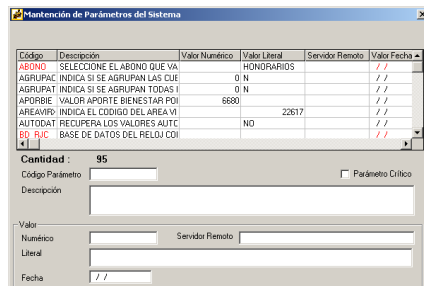 Mantención de Parámetros del Sistema
Código Descripción Valor Numérico Valor Literal Servidor Remoto Valor Fecha
ABONO SELECCIONE EL ABONO QUE VA HONORARIOS / /
AGRUPAC INDICA SI SE AGRUPAN LAS CUE 0 N / /
AGRUPAT INDICA SI SE AGRUPAN TODAS I 0 N / /
APORBIE VALOR APORTE BIENESTAR POI 6680 / /
AREAVIR INDICA EL CODIGO DEL AREA VI 22617 / /
AUTODAT RECUPERA LOS VALORES AUTC NO / /
BD_RJC BASE DE DATOS DEL RELOJ COI / /
Cantidad : 95
Código Parámetro Parámetro Crítico
Descripción
Valor
Numérico Servidor Remoto
Literal
Fecha / /